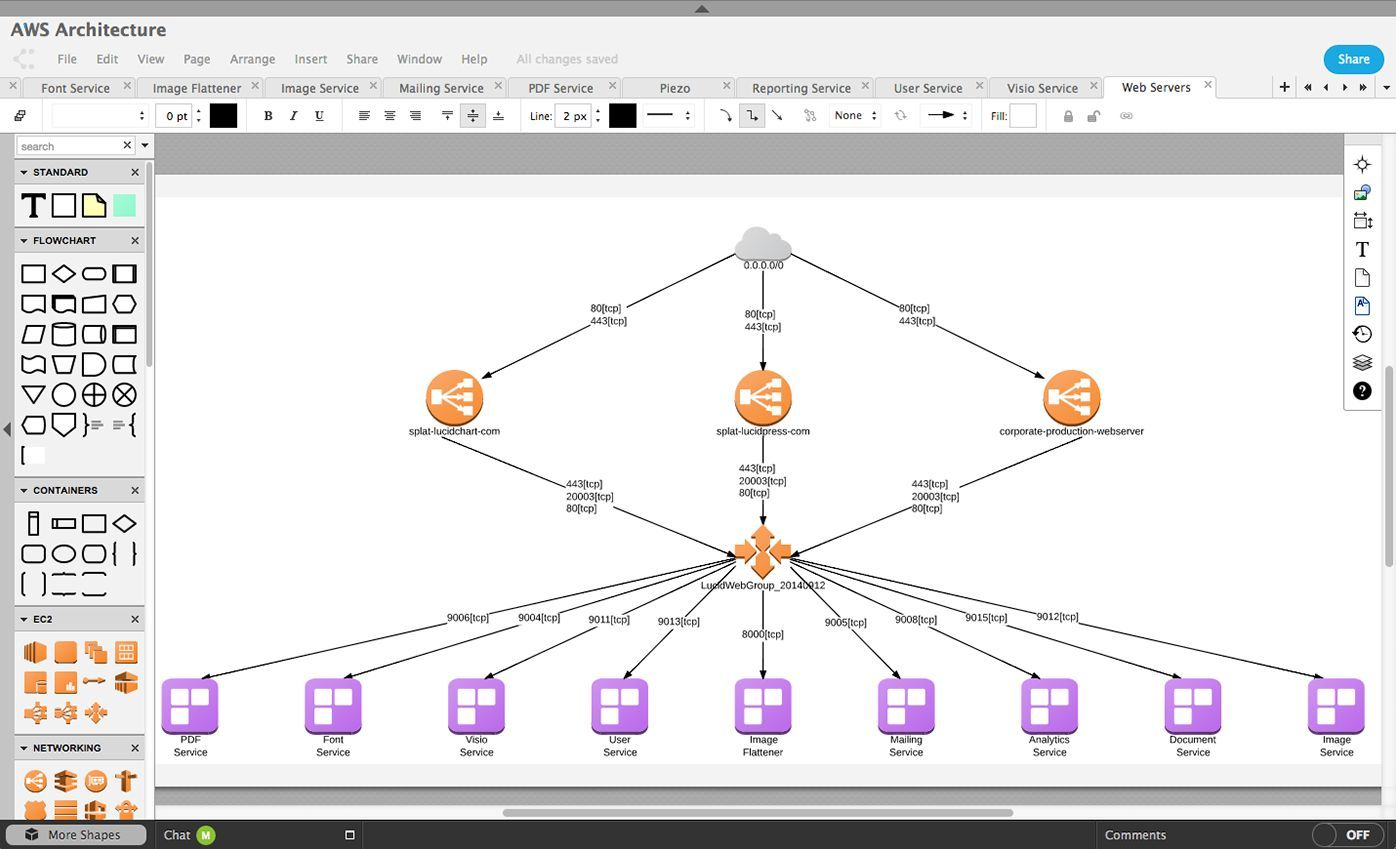 AWS Architecture
File Edit View Page Arrange Insert Share Window Help All changes saved
Share
Font Service Image Flattener Image Service Mailing Service PDF Service Piezo Reporting Service User Service Visio Service Web Servers
0 pt B I U Line: 2 px None Fill:
search
STANDARD
T
FLOWCHART
CONTAINERS
EC2
NETWORKING
More Shapes
0.0.0.0/0
80[tcp]
443[tcp]
80[tcp]
443[tcp]
80[tcp]
443[tcp]
splat-lucidchart-com
splat-lucidpress-com
corporate-production-webserver
443[tcp]
20003[tcp]
80[tcp]
443[tcp]
20003[tcp]
80[tcp]
443[tcp]
20003[tcp]
80[tcp]
LucidWebGroup_20140912
9006[tcp]
9004[tcp]
9011[tcp]
9013[tcp]
8000[tcp]
9005[tcp]
9008[tcp]
9015[tcp]
9012[tcp]
PDF
Service
Font
Service
Visio
Service
User
Service
Image
Flattener
Mailing
Service
Analytics
Service
Document
Service
Image
Service
T
A
?
Chat M
Comments
OFF